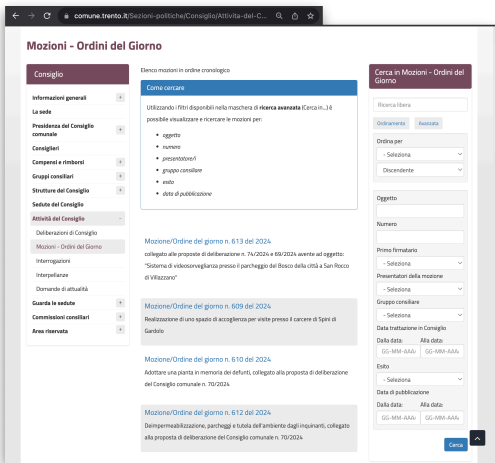 comune.trento.it/Sezioni-politiche/Consiglio/Attivita-del-C...
Mozioni - Ordini del Giorno
Consiglio
Informazioni generali +
La sede
Presidenza del Consiglio +
comunale
Consiglieri
Compensi e rimborsi +
Gruppi consiliari +
Strutture del Consiglio +
Sedute del Consiglio
Attività del Consiglio -
Deliberazioni di Consiglio
Mozioni - Ordini del Giorno
Interrogazioni
Interpellanze
Domande di attualità
Guarda le sedute +
Commissioni consiliari +
Area riservata +
Elenco mozioni in ordine cronologico
Come cercare
Utilizzando i filtri disponibili nella maschera di ricerca avanzata (Cerca in...) è
possibile visualizzare e ricercare le mozioni per:
• oggetto
• numero
• presentatore/i
• gruppo consiliare
• esito
• data di pubblicazione
Mozione/Ordine del giorno n. 613 del 2024
collegato alle proposte di deliberazione n. 74/2024 e 69/2024 avente ad oggetto:
"Sistema di videosorveglianza presso il parcheggio del Bosco della città a San Rocco
di Villazzano"
Mozione/Ordine del giorno n. 609 del 2024
Realizzazione di uno spazio di accoglienza per visite presso il carcere di Spini di
Gardolo
Mozione/Ordine del giorno n. 610 del 2024
Adottare una pianta in memoria dei defunti, collegato alla proposta di deliberazione
del Consiglio comunale n. 70/2024
Mozione/Ordine del giorno n. 612 del 2024
Deimpermeabilizzazione, parcheggi e tutela dell'ambiente dagli inquinanti, collegato
alla proposta di deliberazione del Consiglio comunale n. 70/2024
Cerca in Mozioni - Ordini del
Giorno
Ricerca libera
Ordinamento Avanzata
Ordina per
- Seleziona
Discendente
Oggetto
Numero
Primo firmatario
- Seleziona
Presentatori della mozione
- Seleziona
Gruppo consiliare
- Seleziona
Data trattazione in Consiglio
Dalla data: Alla data:
GG-MM-AAA GG-MM-AAA
Esito
- Seleziona
Data di pubblicazione
Dalla data: Alla data:
GG-MM-AAA GG-MM-AAA
Cerca